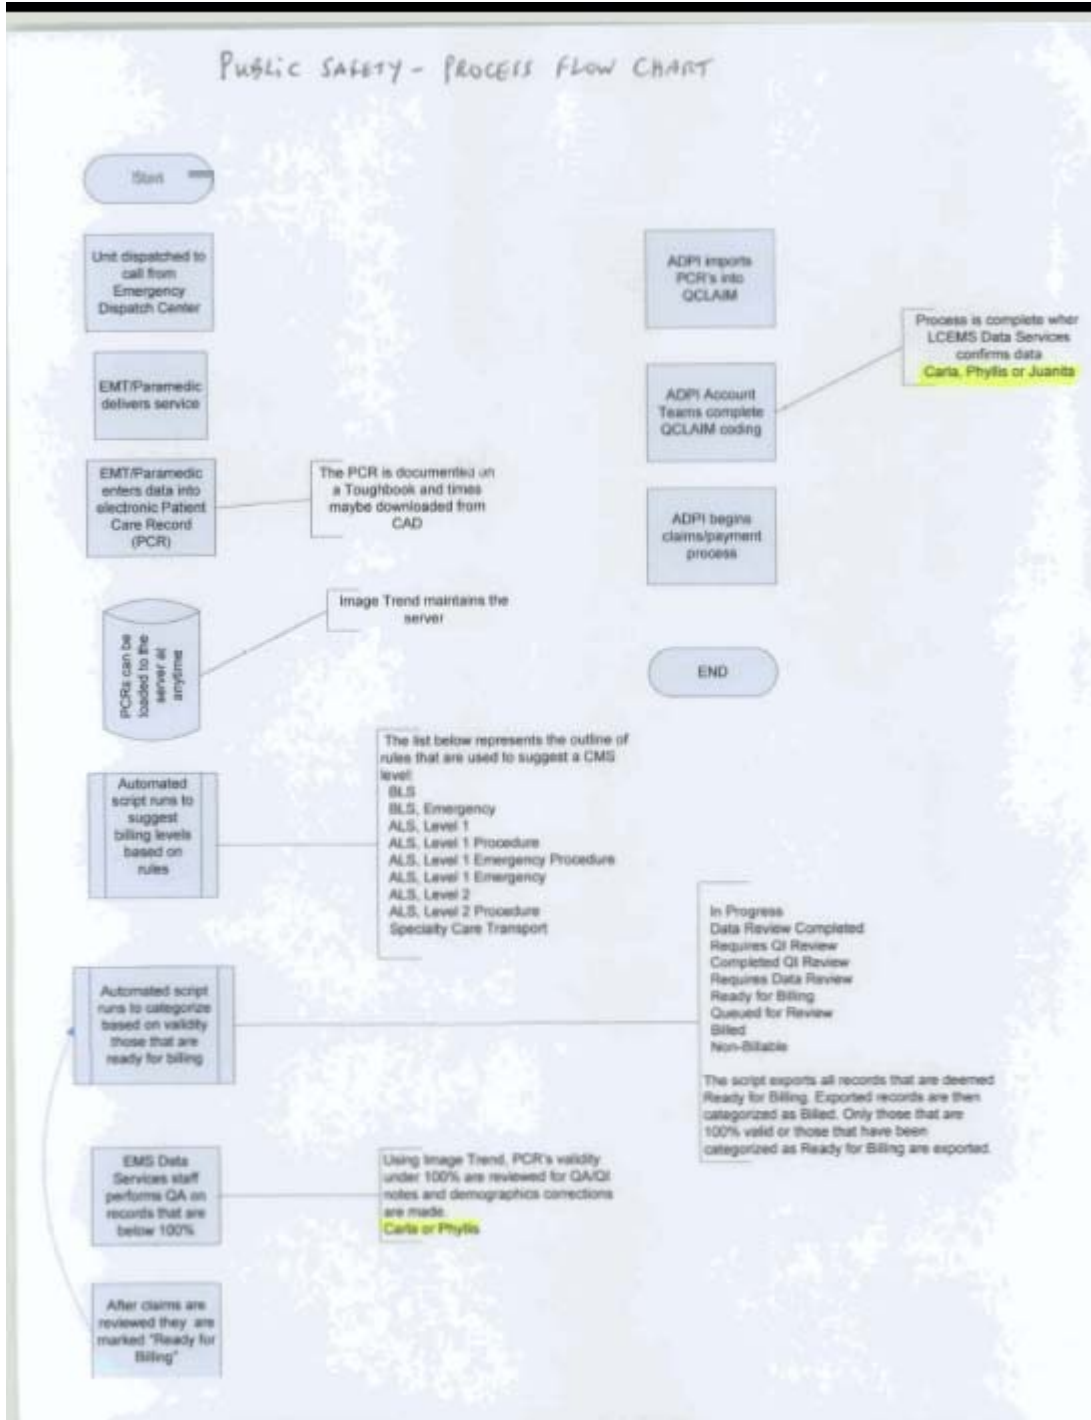 PUBLIC SAFETY - PROCESS FLOW CHART
Start
Unit dispatched to
call from
Emergency
Dispatch Center
EMT/Paramedic
delivers service
EMT/Paramedic
enters data into
electronic Patient
Care Record
(PCR)
The PCR is documented on
a Toughbook and times
maybe downloaded from
CAD
PCRs can be
loaded to the
server at
anytime
Image Trend maintains the
server
Automated
script runs to
suggest
billing levels
based on
rules
The list below represents the outline of
rules that are used to suggest a CMS
level:
BLS
BLS, Emergency
ALS, Level 1
ALS, Level 1 Procedure
ALS, Level 1 Emergency Procedure
ALS, Level 1 Emergency
ALS, Level 2
ALS, Level 2 Procedure
Specialty Care Transport
Automated script
runs to categorize
based on validity
those that are
ready for billing
In Progress
Data Review Completed
Requires QI Review
Completed QI Review
Requires Data Review
Ready for Billing
Queued for Review
Billed
Non-Billable
The script exports all records that are deemed
Ready for Billing. Exported records are then
categorized as Billed. Only those that are
100% valid or those that have been
categorized as Ready for Billing are exported.
EMS Data
Services staff
performs QA on
records that are
below 100%
Using Image Trend, PCR's validity
under 100% are reviewed for QA/QI
notes and demographics corrections
are made.
Carla or Phyllis
After claims are
reviewed they are
marked "Ready for
Billing"
ADPI imports
PCR's into
QCLAIM
ADPI Account
Teams complete
QCLAIM coding
Process is complete when
LCEMS Data Services
confirms data
Carla, Phyllis or Juanita
ADPI begins
claims/payment
process
END